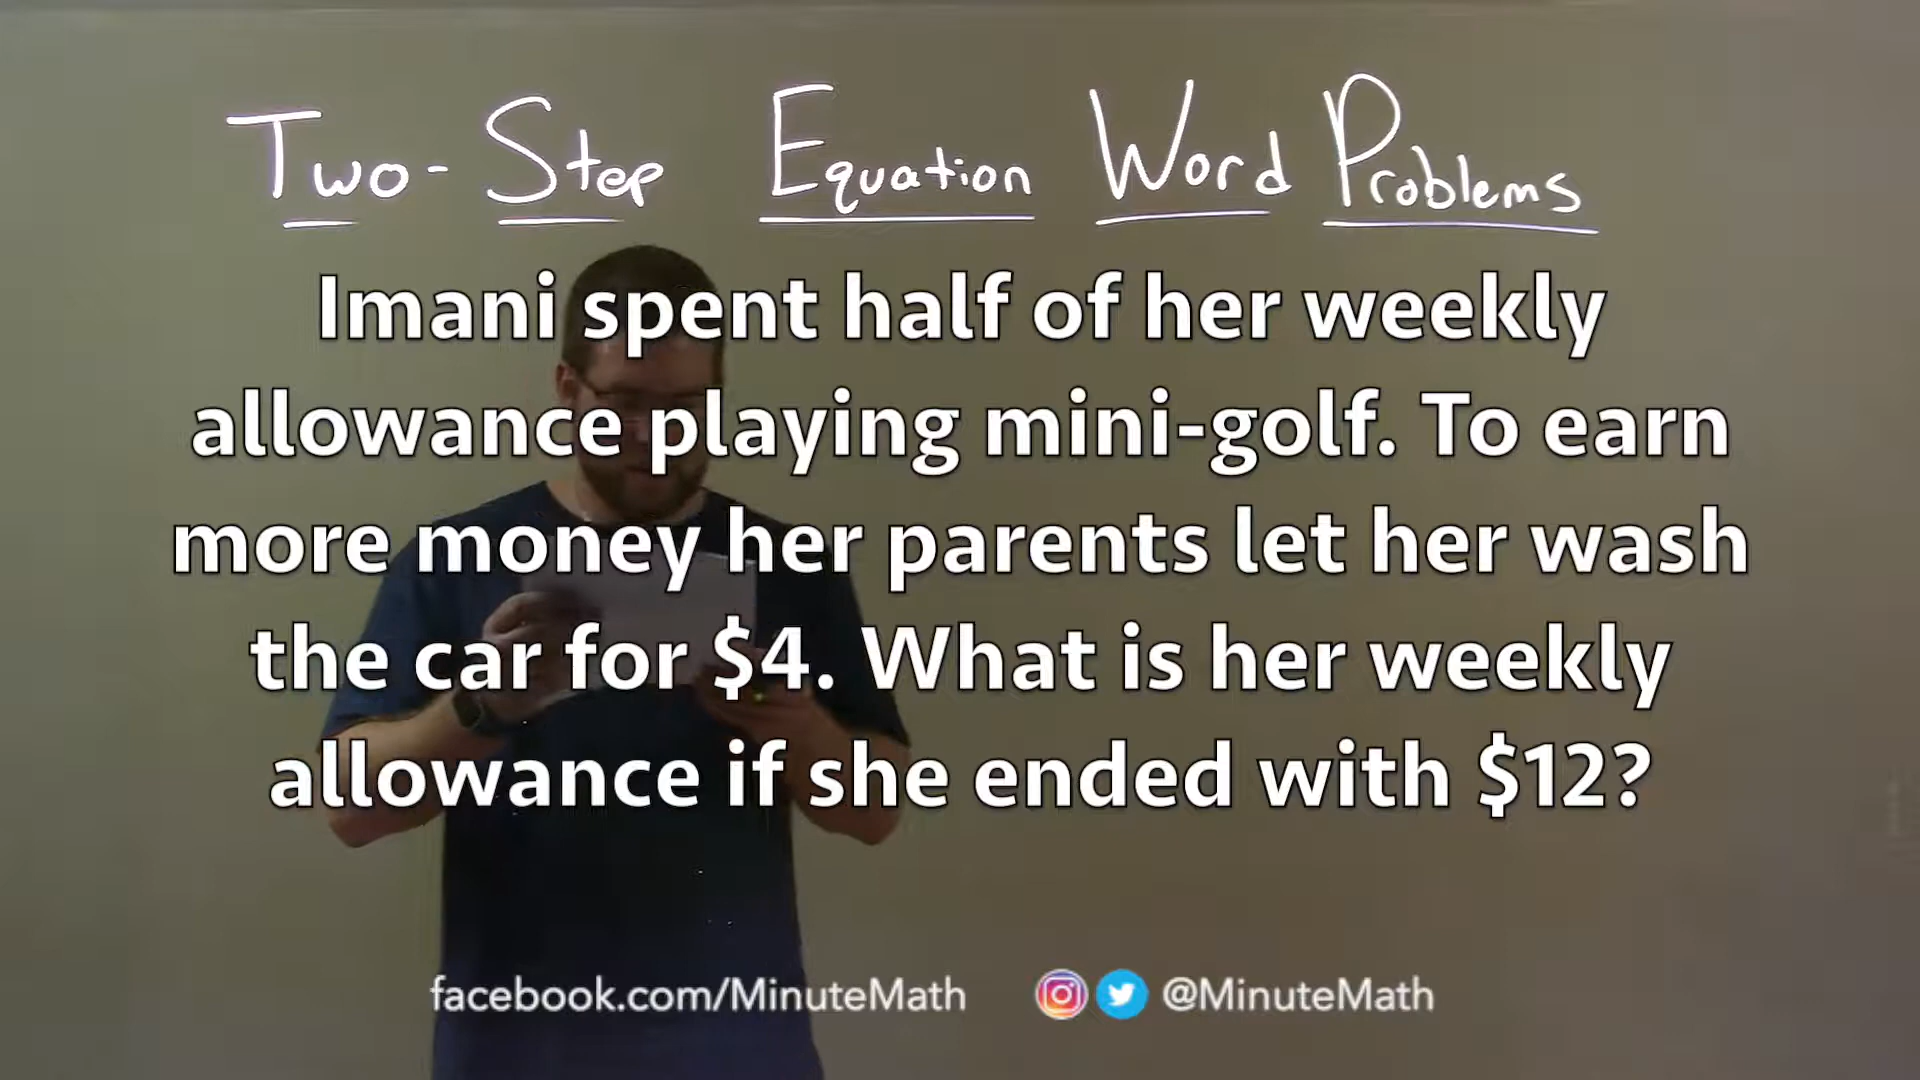 Two-Step Equation Word Problems
Imani spent half of her weekly
allowance playing mini-golf. To earn
more money her parents let her wash
the car for $4. What is her weekly
allowance if she ended with $12?
facebook.com/MinuteMath @MinuteMath